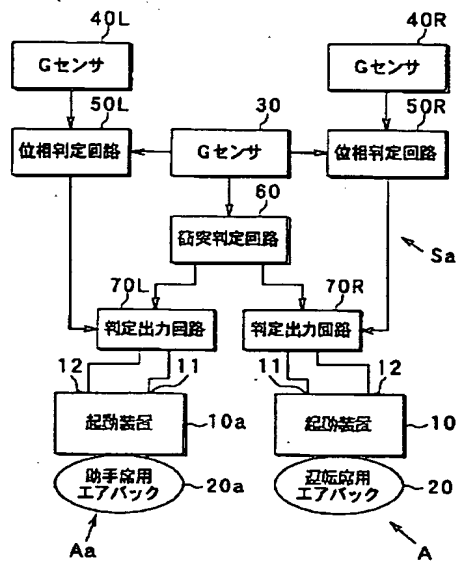 40L
40R
Gセンサ
Gセンサ
50L
30
50R
位相判定回路
Gセンサ
位相判定回路
60
衝突判定回路
Sa
70L
70R
判定出力回路
判定出力回路
12
11
11
12
起動装置
10a
起動装置
10
助手席用
エアバック
20a
運転席用
エアバック
20
Aa
A